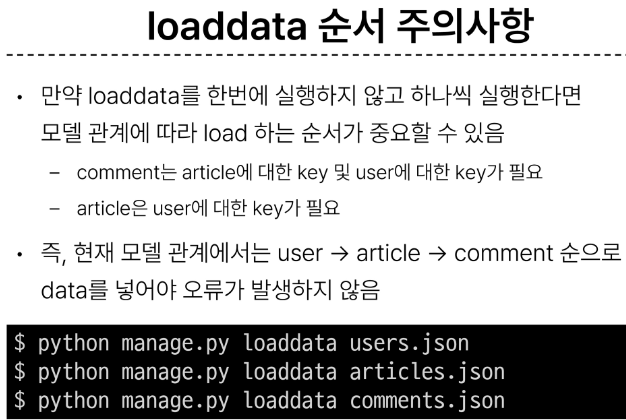 loaddata 순서 주의사항
• 만약 loaddata를 한번에 실행하지 않고 하나씩 실행한다면
모델 관계에 따라 load 하는 순서가 중요할 수 있음
– comment는 article에 대한 key 및 user에 대한 key가 필요
– article은 user에 대한 key가 필요
• 즉, 현재 모델 관계에서는 user → article → comment 순으로
data를 넣어야 오류가 발생하지 않음
$ python manage.py loaddata users.json
$ python manage.py loaddata articles.json
$ python manage.py loaddata comments.json